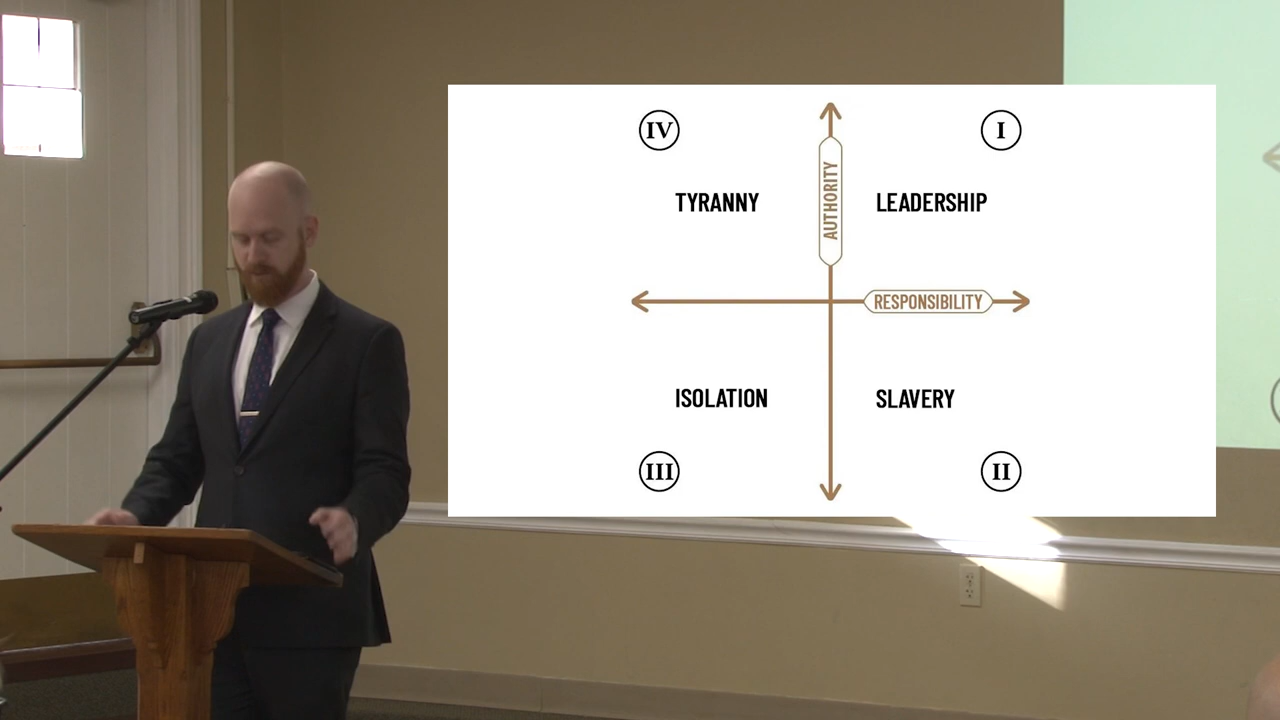 IV
I
AUTHORITY
TYRANNY
LEADERSHIP
RESPONSIBILITY
ISOLATION
SLAVERY
III
II